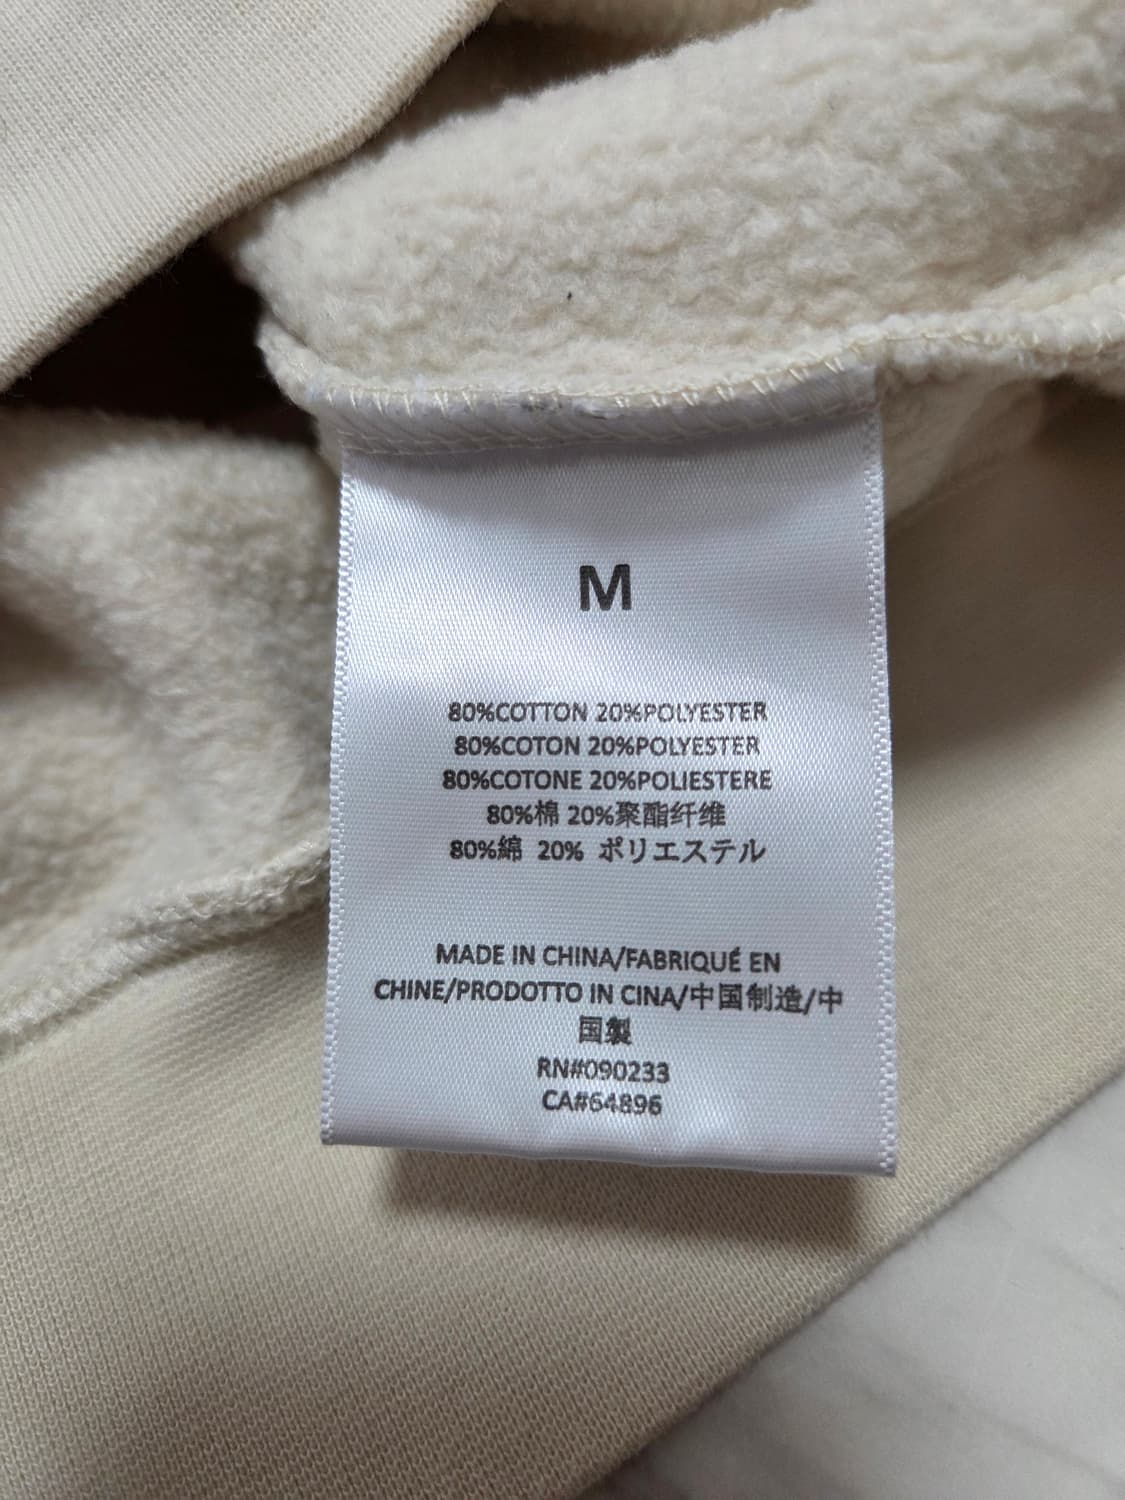 M
80%COTTON 20%POLYESTER
80%COTON 20%POLYESTER
80%COTONE 20%POLIESTERE
80%棉 20%聚酯纤维
80%綿 20% ポリエステル
MADE IN CHINA/FABRIQUÉ EN
CHINE/PRODOTTO IN CINA/中国制造/中
国製
RN#090233
CA#64896